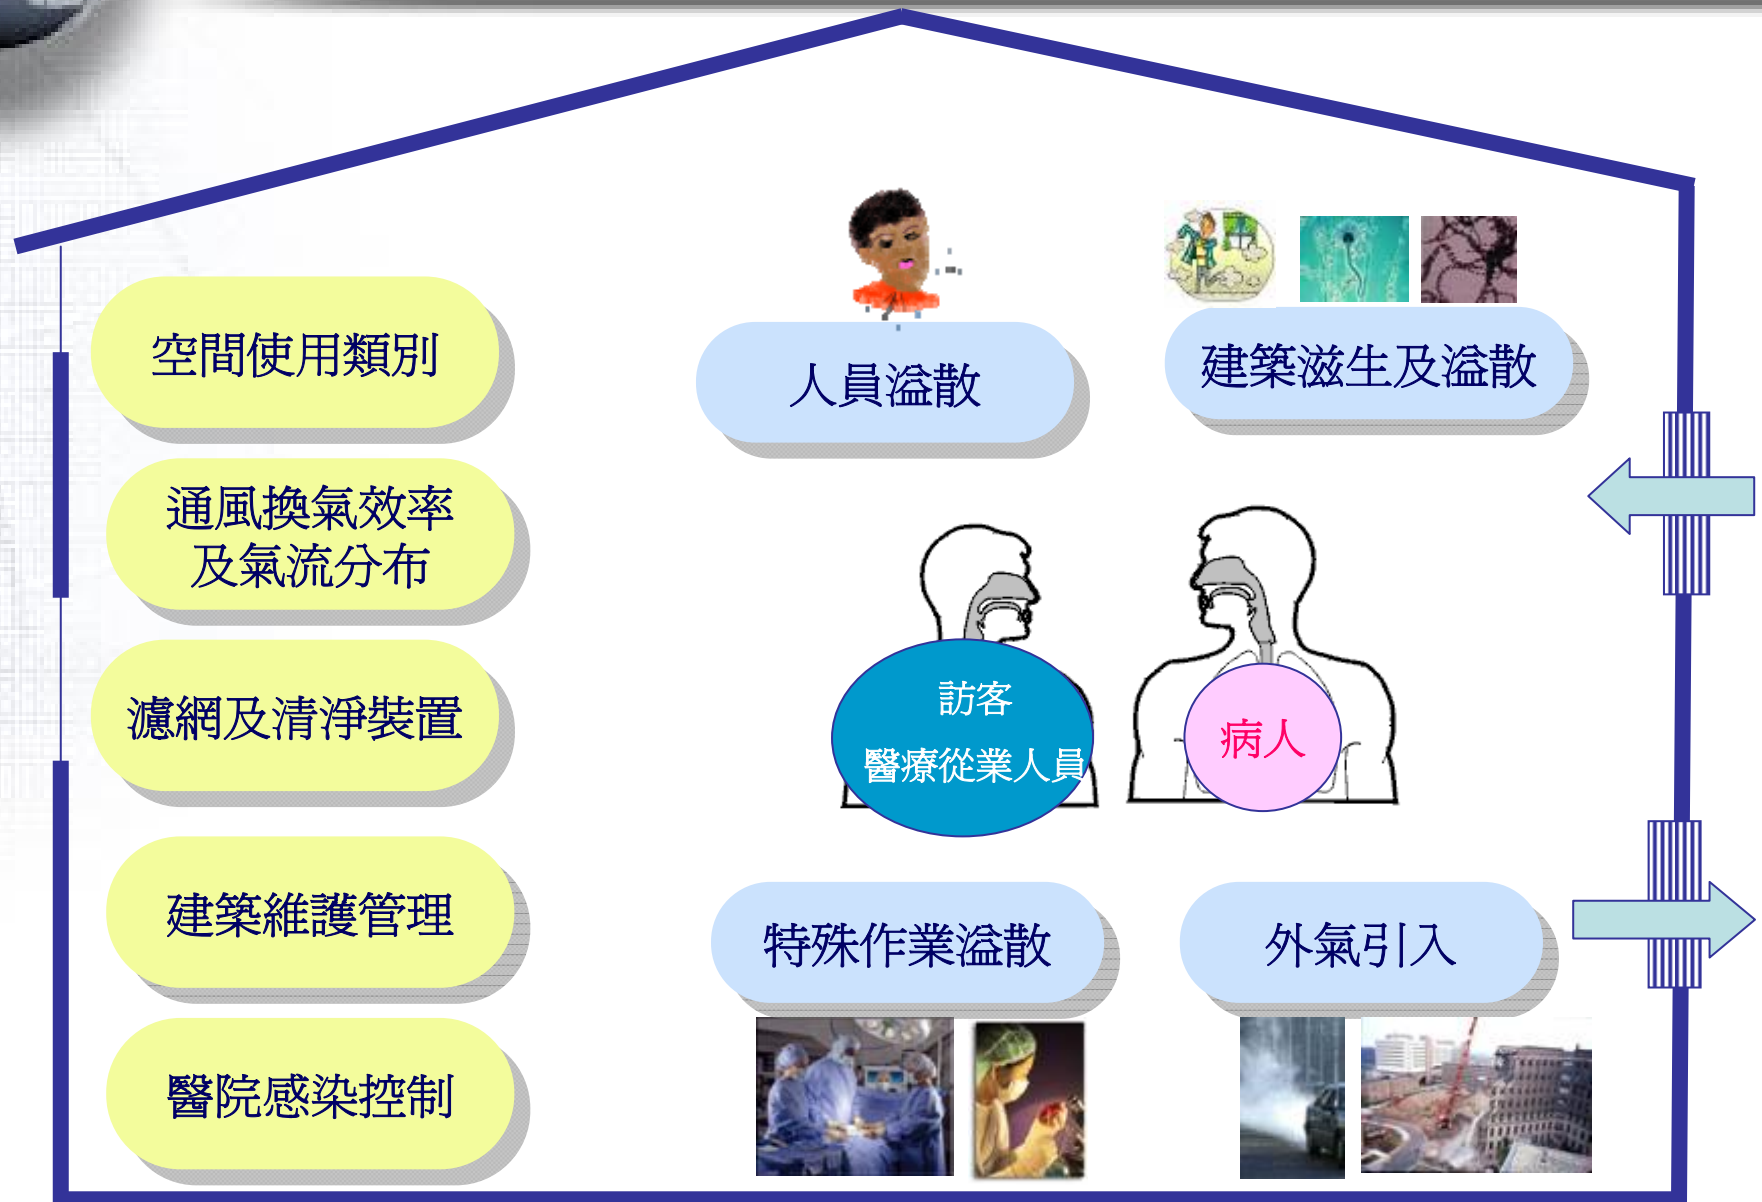 空間使用類別
通風換氣效率
及氣流分布
濾網及清淨裝置
建築維護管理
醫院感染控制
人員溢散
建築滋生及溢散
訪客
醫療從業人員
病人
特殊作業溢散
外氣引入